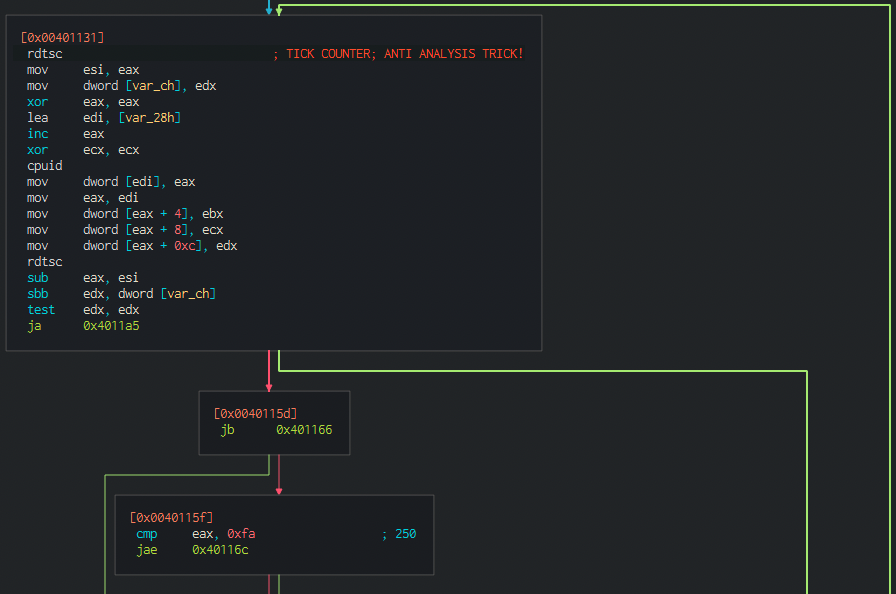 [0x00401131]
rdtsc ; TICK COUNTER; ANTI ANALYSIS TRICK!
mov esi, eax
mov dword [var_ch], edx
xor eax, eax
lea edi, [var_28h]
inc eax
xor ecx, ecx
cpuid
mov dword [edi], eax
mov eax, edi
mov dword [eax + 4], ebx
mov dword [eax + 8], ecx
mov dword [eax + 0xc], edx
rdtsc
sub eax, esi
sbb edx, dword [var_ch]
test edx, edx
ja 0x4011a5
[0x0040115d]
jb 0x401166
[0x0040115f]
cmp eax, 0xfa ; 250
jae 0x40116c